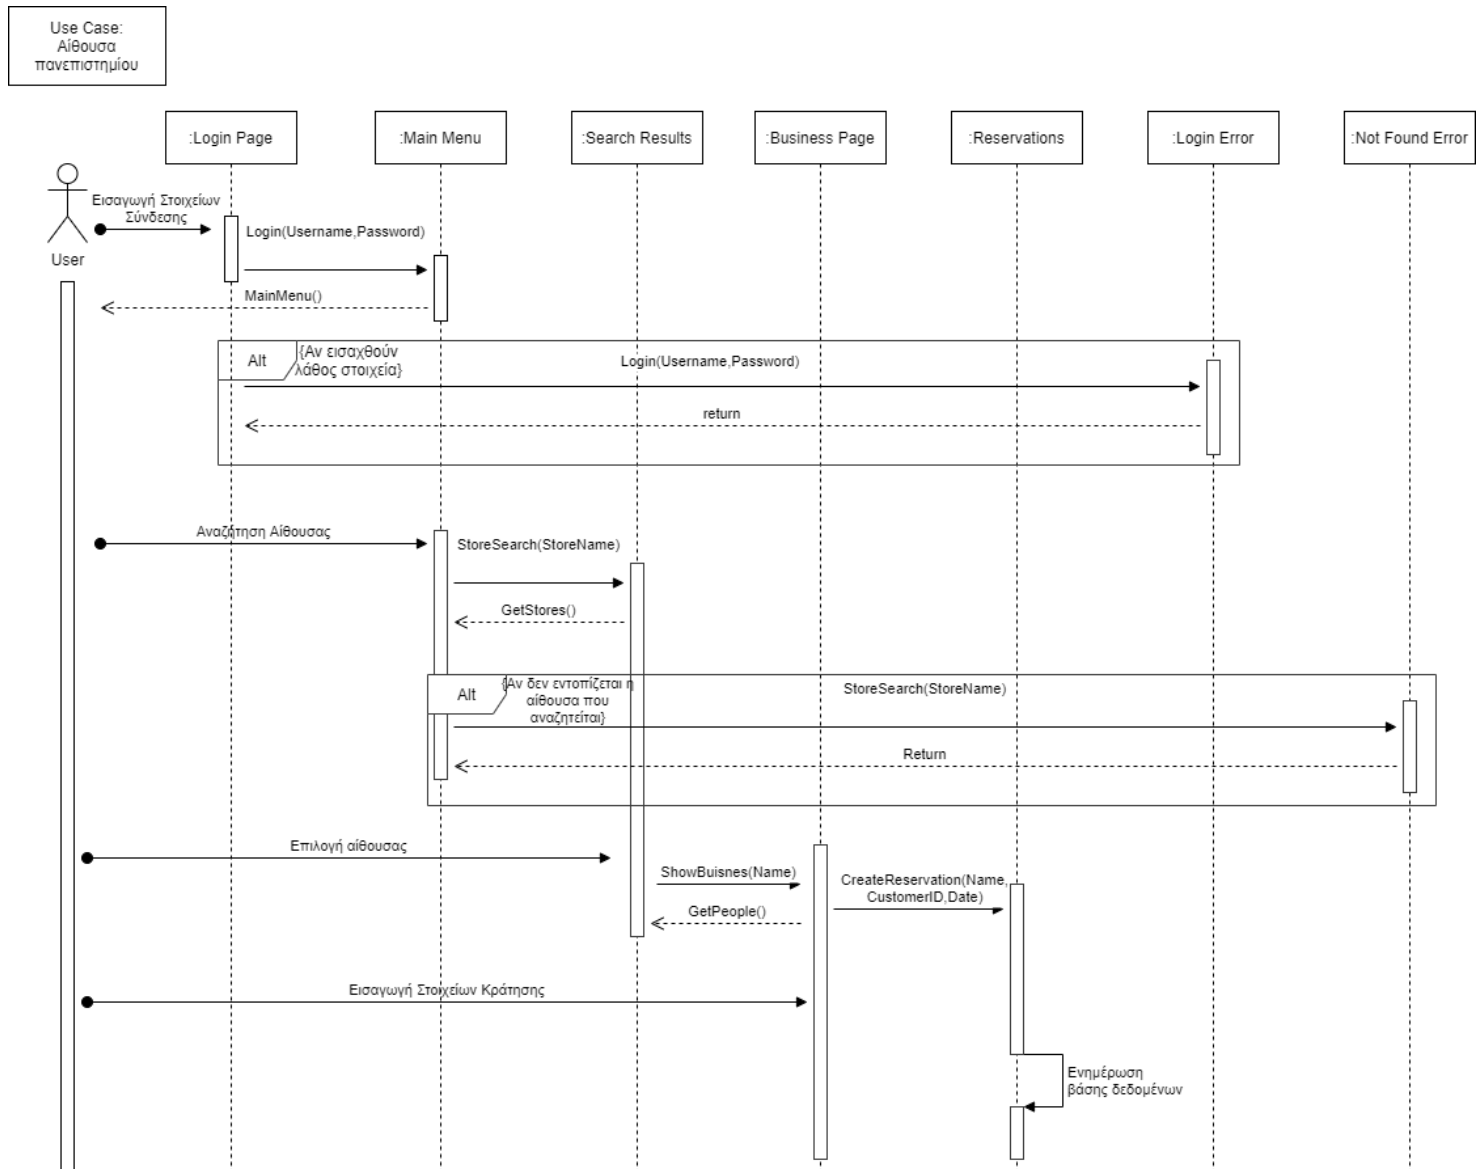 Use Case:
Αίθουσα
πανεπιστημίου
:Login Page
:Main Menu
:Search Results
:Business Page
:Reservations
:Login Error
:Not Found Error
Εισαγωγή Στοιχείων
Σύνδεσης
User
Login(Username,Password)
MainMenu()
Alt
{Αν εισαχθούν
λάθος στοιχεία}
Login(Username,Password)
return
Αναζήτηση Αίθουσας
StoreSearch(StoreName)
GetStores()
Alt
{Αν δεν εντοπίζεται η
αίθουσα που
αναζητείται}
StoreSearch(StoreName)
Return
Επιλογή αίθουσας
ShowBuisnes(Name)
GetPeople()
CreateReservation(Name,
CustomerID,Date)
Εισαγωγή Στοιχείων Κράτησης
Ενημέρωση
βάσης δεδομένων